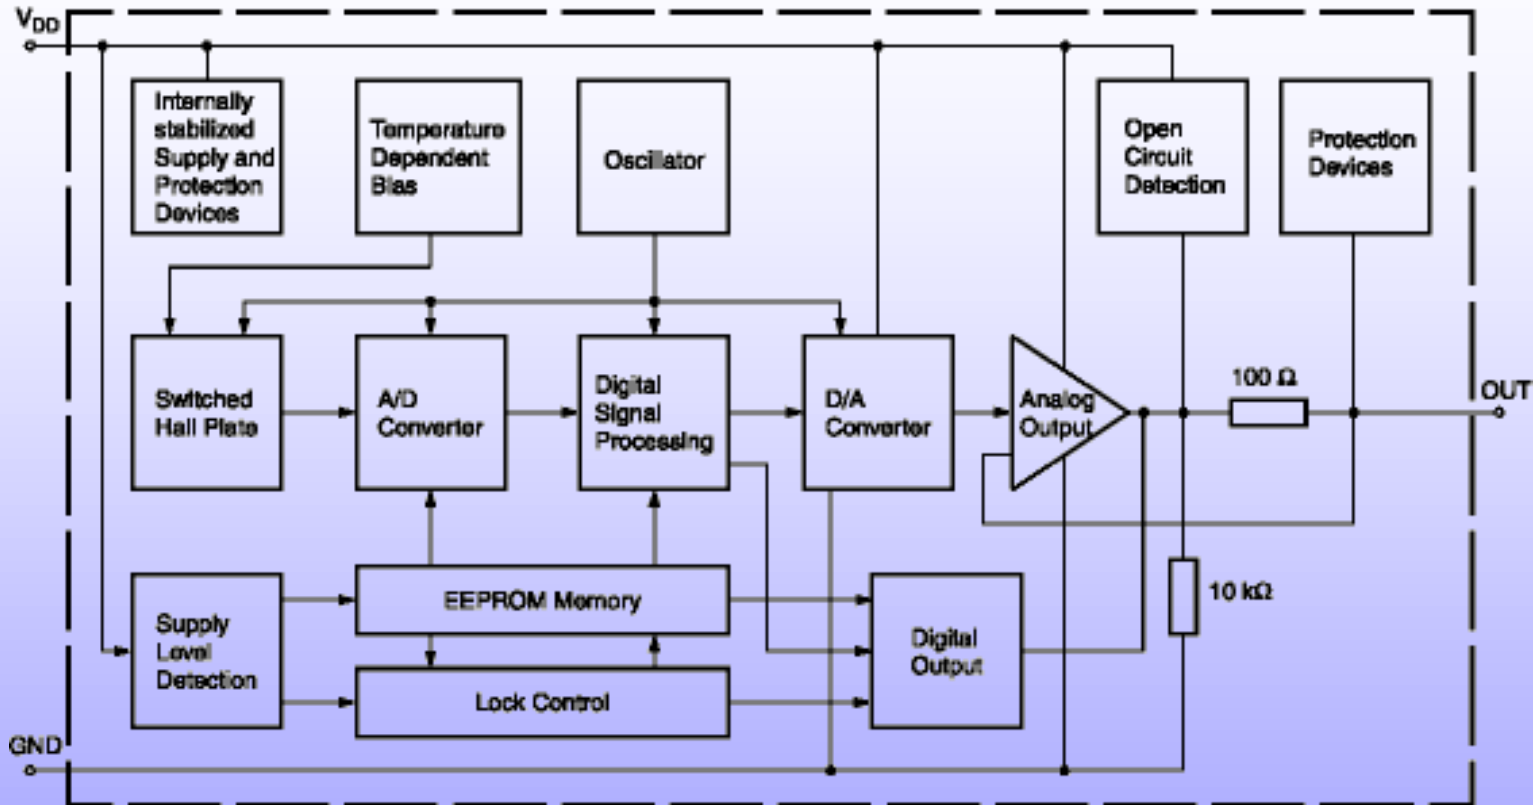 VDD
Internally
stabilized
Supply and
Protection
Devices
Temperature
Dependent
Bias
Oscillator
Open
Circuit
Detection
Protection
Devices
Switched
Hall Plate
A/D
Converter
Digital
Signal
Processing
D/A
Converter
Analog
Output
100 Ω
OUT
Supply
Level
Detection
EEPROM Memory
Lock Control
Digital
Output
10 kΩ
GND